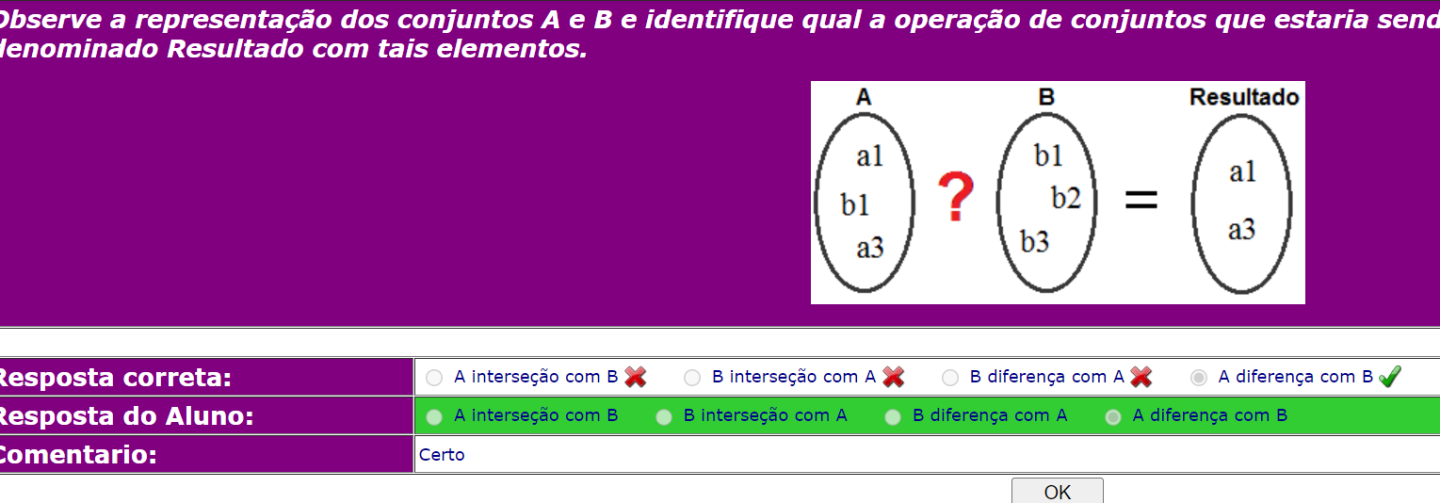 Observe a representação dos conjuntos A e B e identifique qual a operação de conjuntos que estaria send
denominado Resultado com tais elementos.
A B Resultado
a1 b1 a1
b1 ? b2 =
a3 b3 a3
Resposta correta: A interseção com B B interseção com A B diferença com A A diferença com B
Resposta do Aluno: A interseção com B B interseção com A B diferença com A A diferença com B
Comentario: Certo
OK